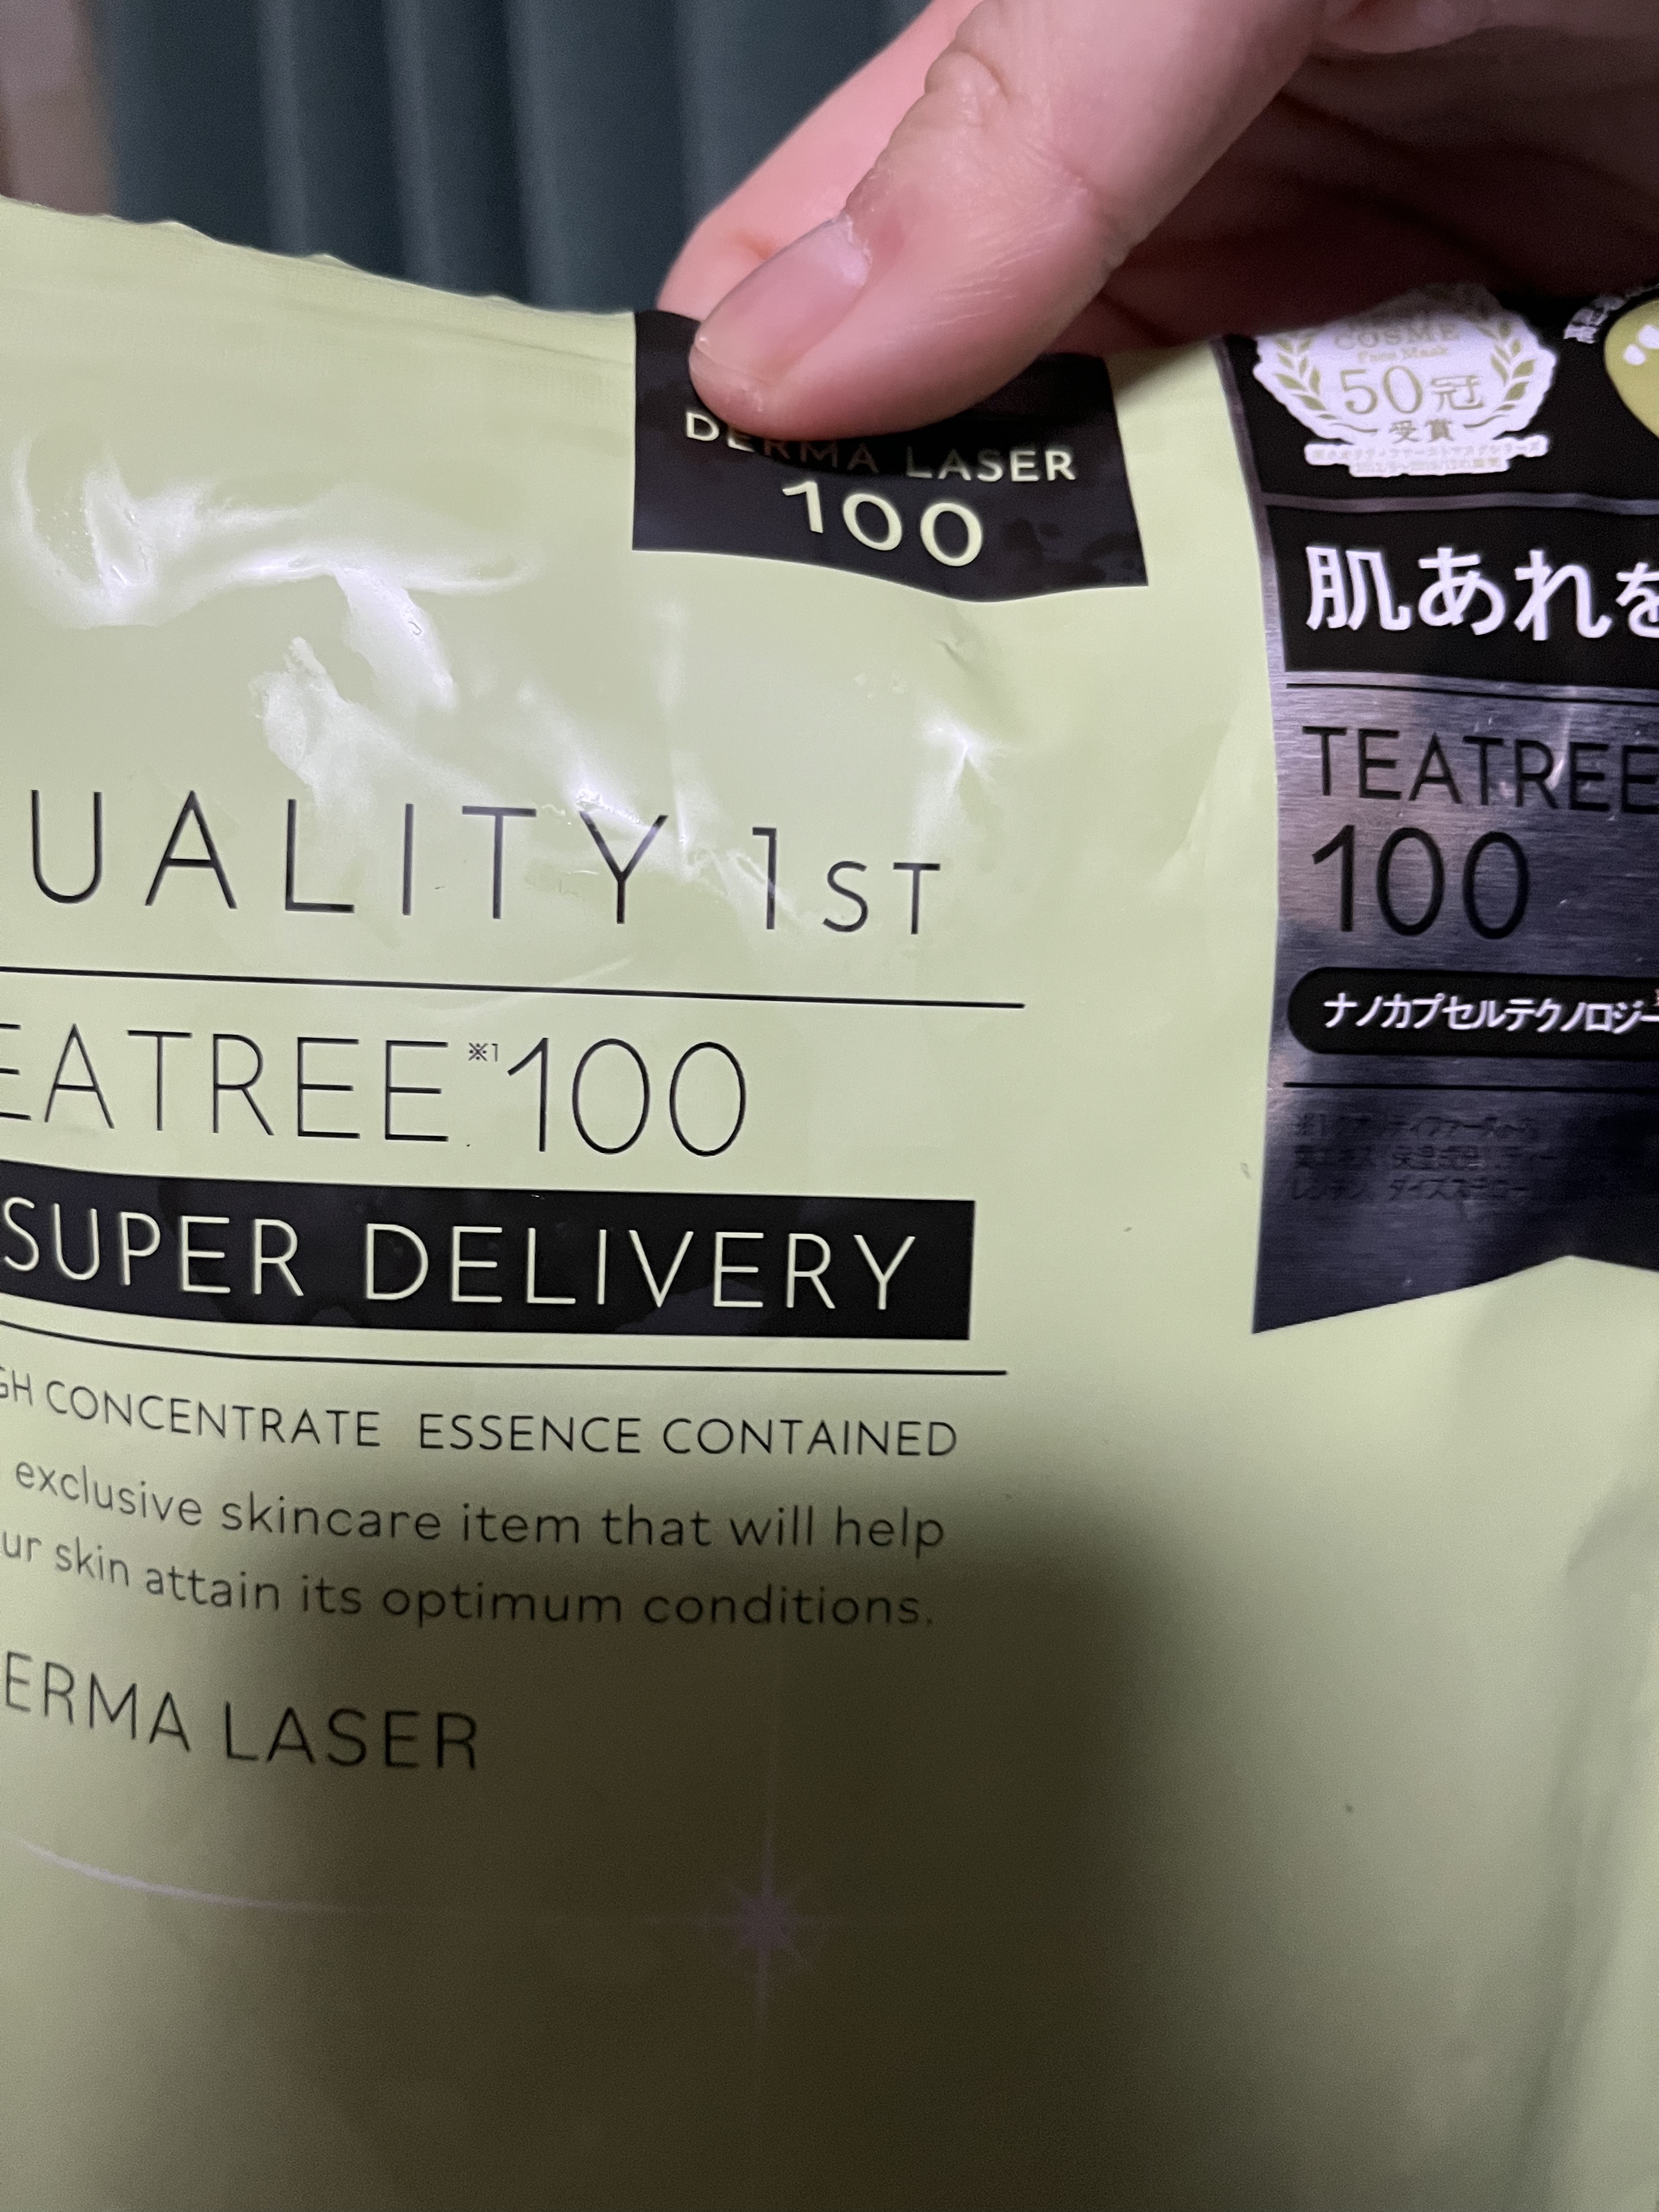 DERMA LASER
100
UALITY 1ST
EATREE※1 100
SUPER DELIVERY
GH CONCENTRATE ESSENCE CONTAINED
exclusive skincare item that will help
ur skin attain its optimum conditions.
ERMA LASER
COSME
Face Mask
50冠
受賞
肌あれを
TEATREE
100
ナノカプセルテクノロジー